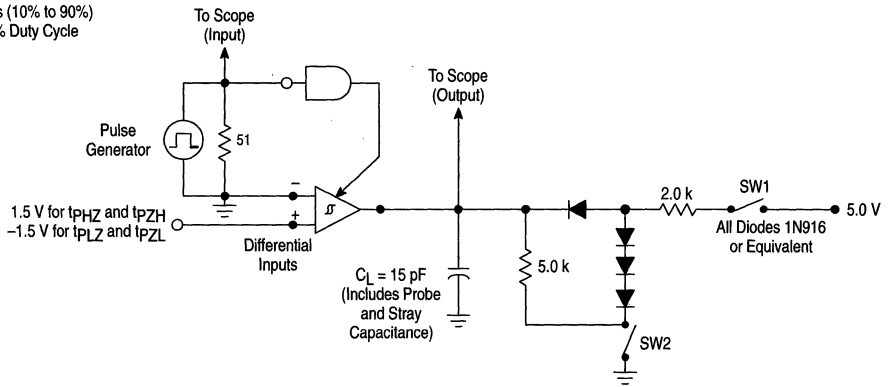 s (10% to 90%)
% Duty Cycle
To Scope
(Input)
To Scope
(Output)
Pulse
Generator
51
–
+
1.5 V for tPHZ and tPZH
–1.5 V for tPLZ and tPZL
Differential
Inputs
CL = 15 pF
(Includes Probe
and Stray
Capacitance)
5.0 k
2.0 k
SW1
5.0 V
All Diodes 1N916
or Equivalent
SW2